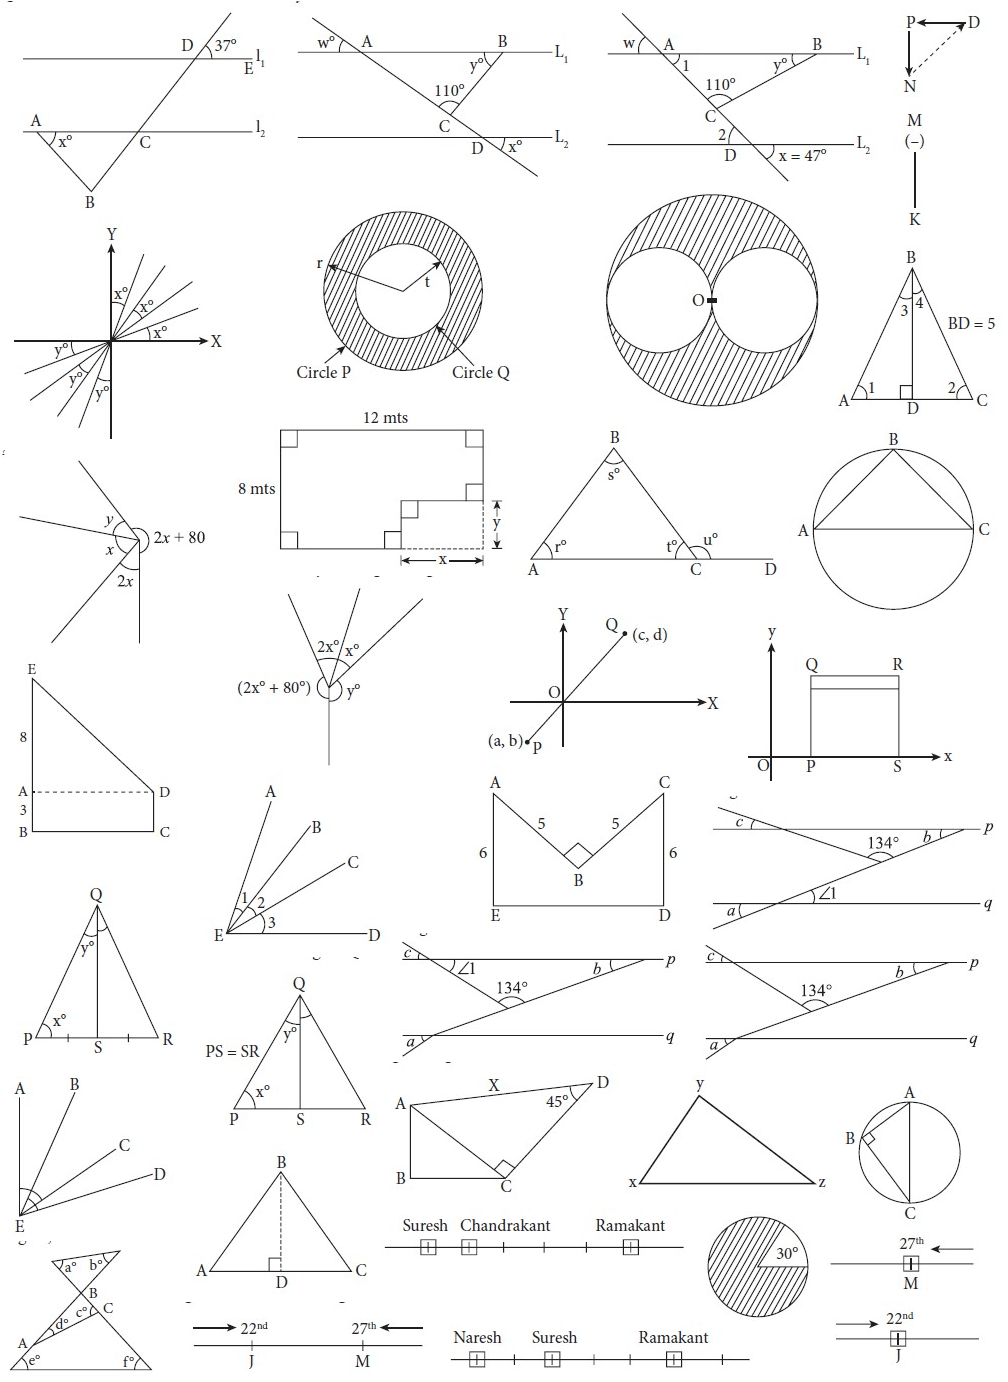 D 37° l₁
E
A l₂
x° C
B
w° A B L₁
y°
110°
C L₂
D x°
w A B L₁
1 y°
110°
C
2 L₂
D x = 47°
P D
N
M
(–)
K
Y
x°
x°
x° X
y°
y°
y°
r
t
Circle P Circle Q
O
B
3 4
BD = 5
1 2
A D C
12 mts
8 mts
y
x
B
s°
r° t° u°
A C D
B
A C
y
x 2x + 80
2x
2x° x°
(2x° + 80°) y°
Y
Q (c, d)
O X
(a, b) P
y
Q R
O P S x
E
8
A D
3
B C
A
B
C
1 2
3
E D
A C
5 5
6 6
B
E D
c p
134° b
∠1
a q
Q
y°
x°
P S R
Q
PS = SR y°
x°
P S R
c p
∠1 b
134°
a q
c p
b
134°
a q
A B
C
D
E
X D
A 45°
B C
y
x z
A
B
C
B
A D C
Suresh Chandrakant Ramakant
30°
27th
M
a° b°
B
c° C
d°
A
e° f°
22nd 27th
J M
Naresh Suresh Ramakant
22nd
J